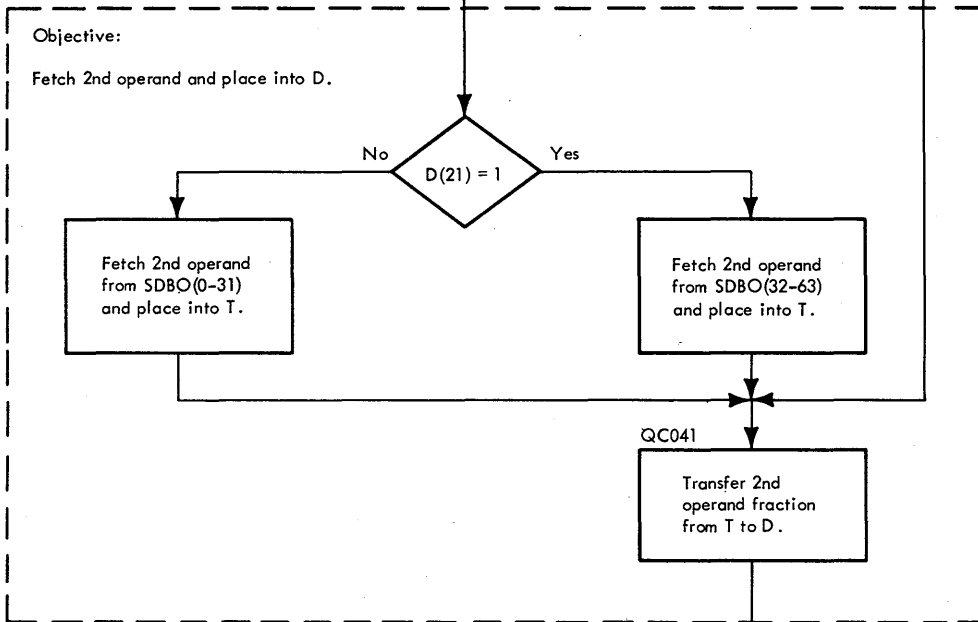 Objective:
Fetch 2nd operand and place into D.
No
Yes
D(21) = 1
Fetch 2nd operand
from SDBO(0-31)
and place into T.
Fetch 2nd operand
from SDBO(32-63)
and place into T.
QC041
Transfer 2nd
operand fraction
from T to D.